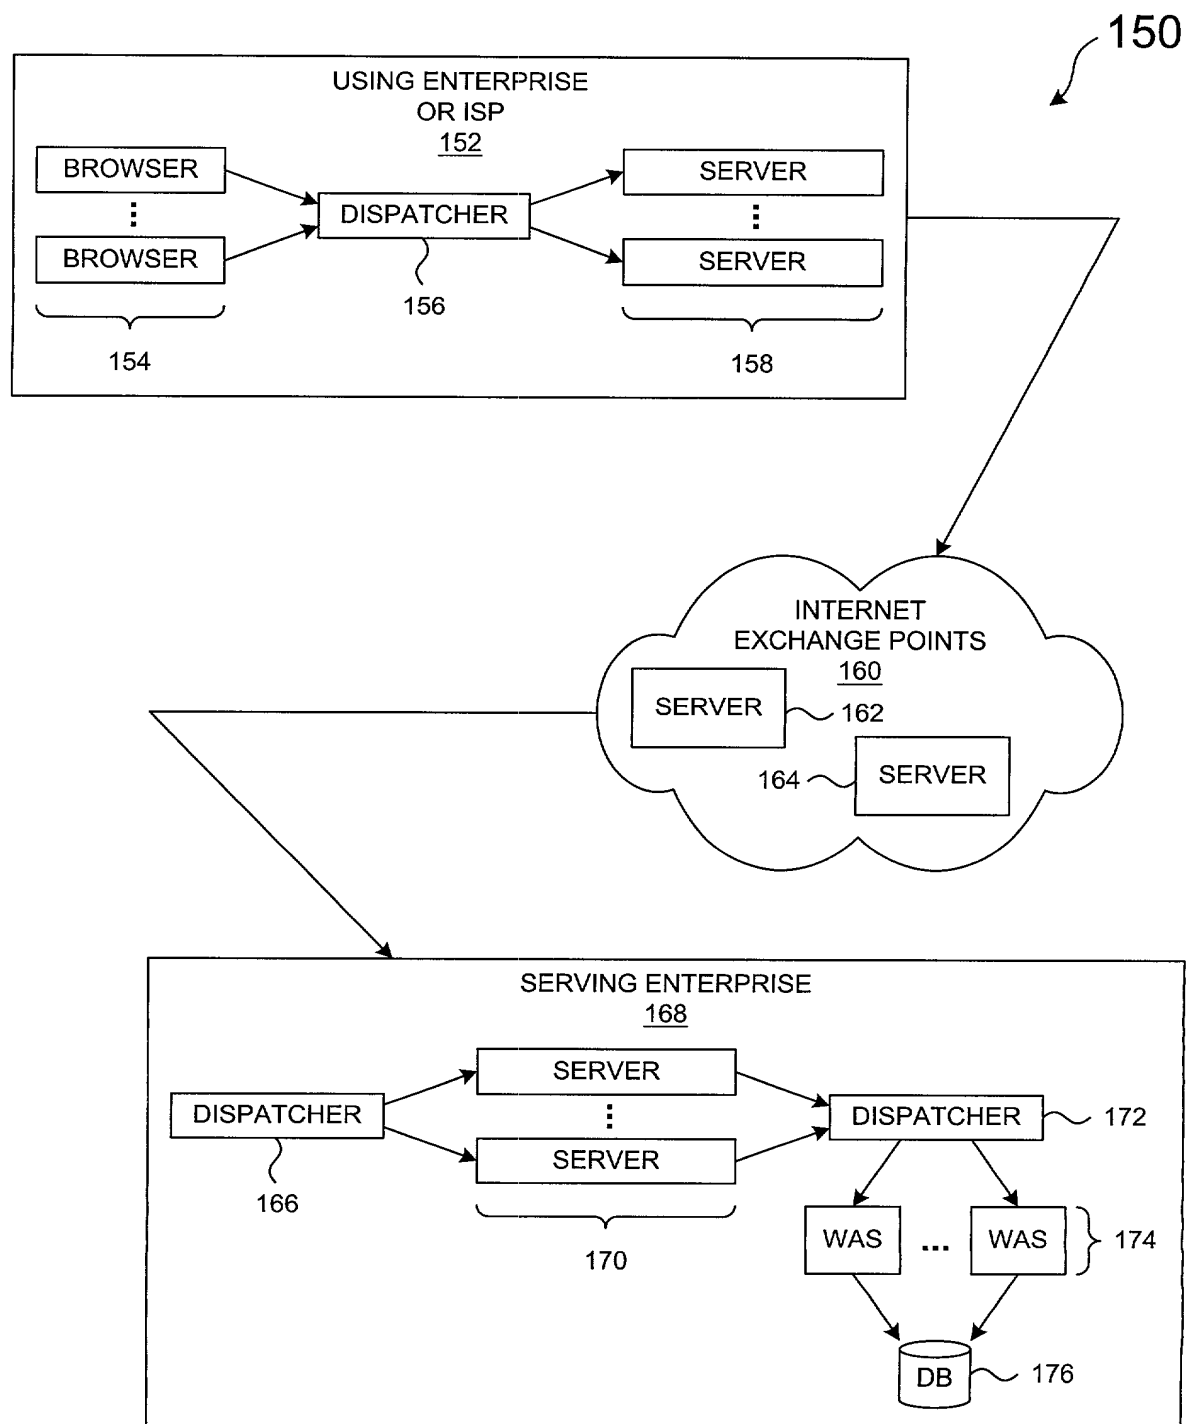 150
USING ENTERPRISE
OR ISP
152
BROWSER
SERVER
DISPATCHER
BROWSER
SERVER
156
154
158
INTERNET
EXCHANGE POINTS
160
SERVER
162
164
SERVER
SERVING ENTERPRISE
168
SERVER
DISPATCHER
DISPATCHER
172
SERVER
166
170
WAS
...
WAS
174
DB
176